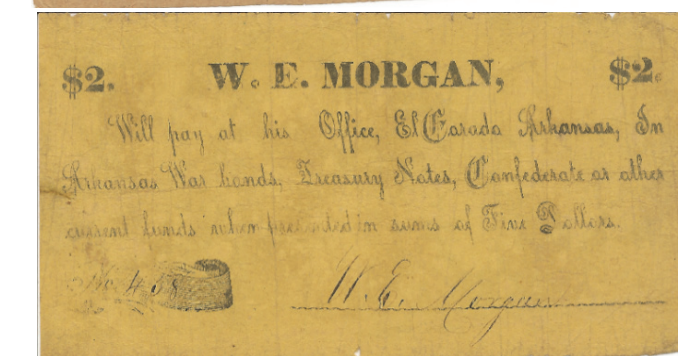 $2. W. E. MORGAN, $2.
Will pay at his Office, El Dorado Arkansas, In
Arkansas War bonds, Treasury Notes, Confederate or other
current funds when presented in sums of Five Dollars.
No 458 W. E. Morgan